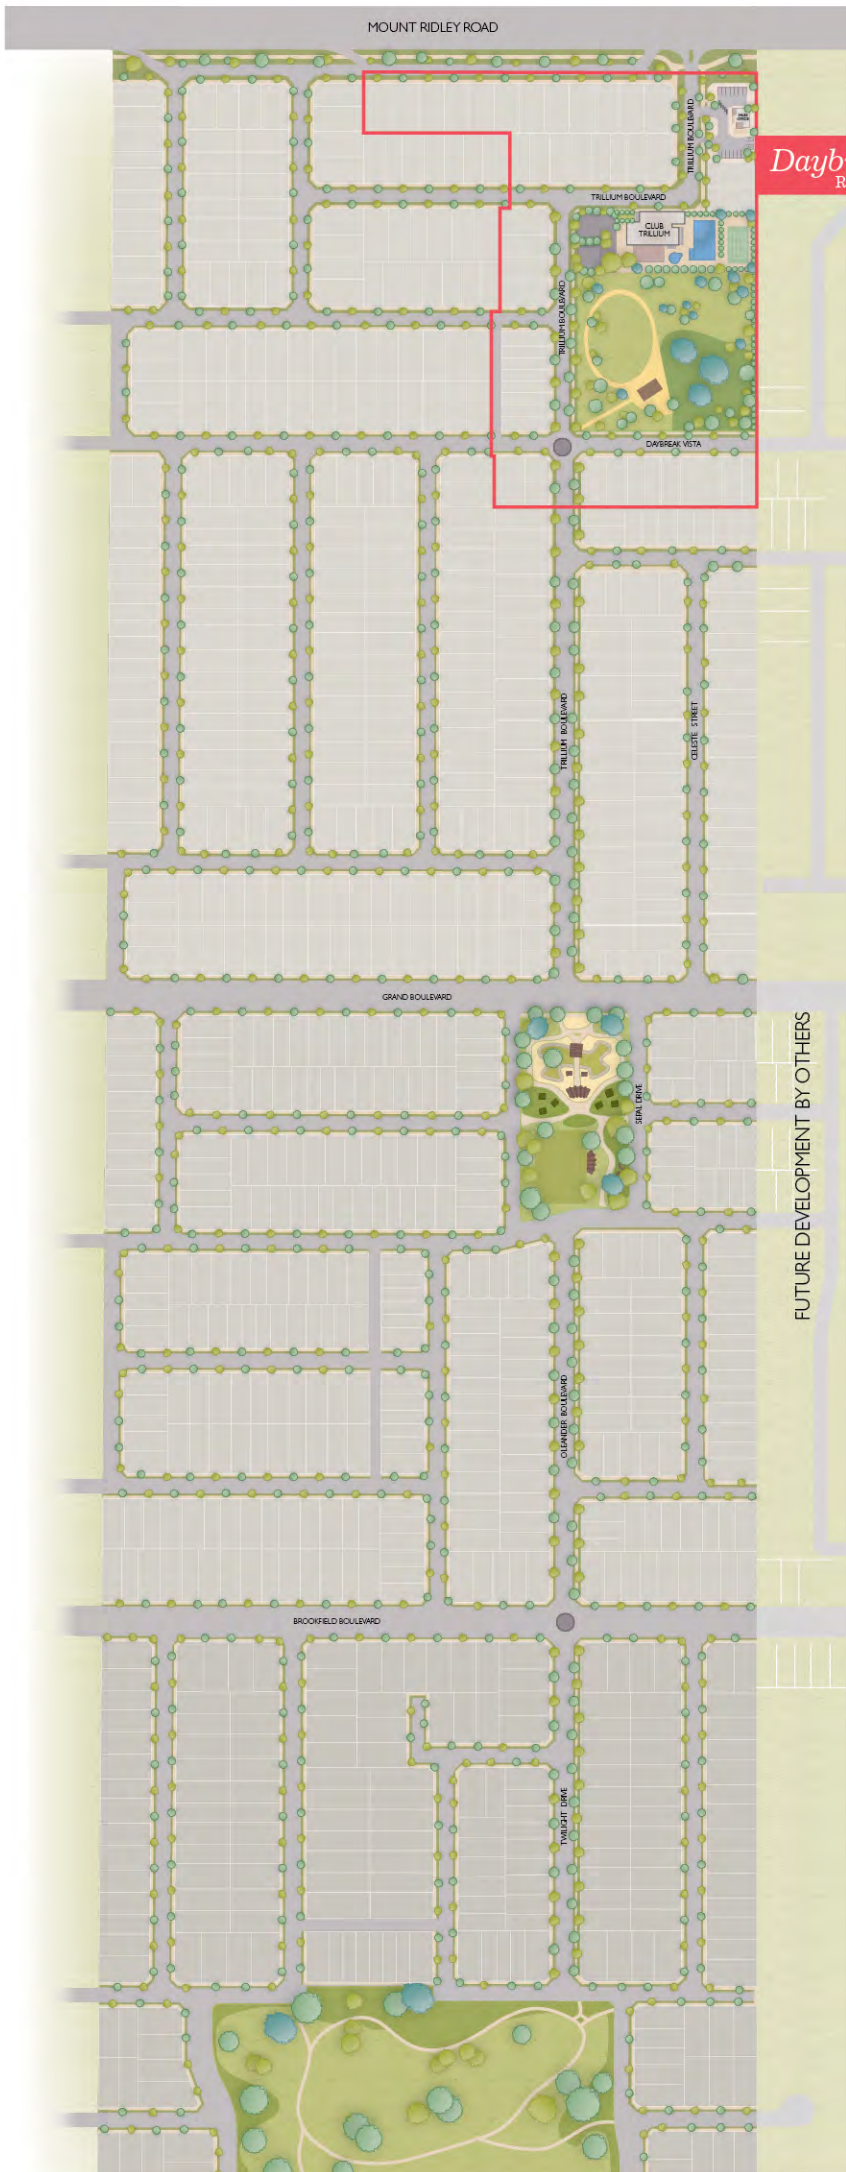 MOUNT RIDLEY ROAD
TRILLIUM BOULEVARD
Dayb
R
TRILLIUM BOULEVARD
CLUB
TRILLIUM
TRILLIUM BOULEVARD
DAYBREAK VISTA
TRILLIUM BOULEVARD
CELESTE STREET
GRAND BOULEVARD
FUTURE DEVELOPMENT BY OTHERS
SEPAL DRIVE
OLEANDER BOULEVARD
BROOKFIELD BOULEVARD
TWILIGHT DRIVE